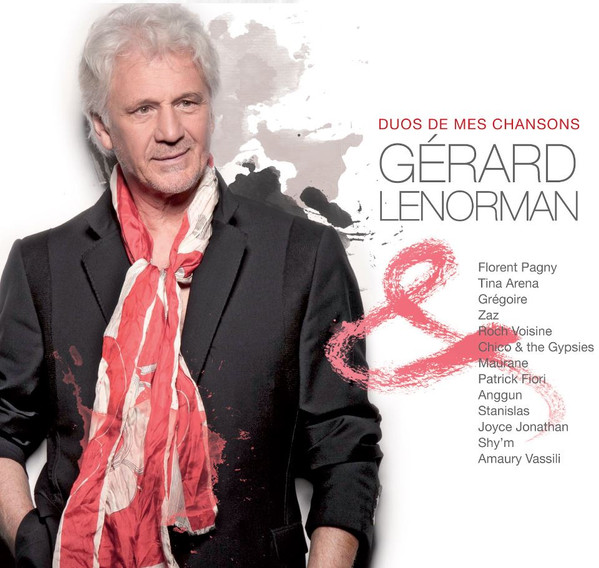 DUOS DE MES CHANSONS
GÉRARD
LENORMAN
&
Florent Pagny
Tina Arena
Grégoire
Zaz
Roch Voisine
Chico & the Gypsies
Maurane
Patrick Fiori
Anggun
Stanislas
Joyce Jonathan
Shy'm
Amaury Vassili